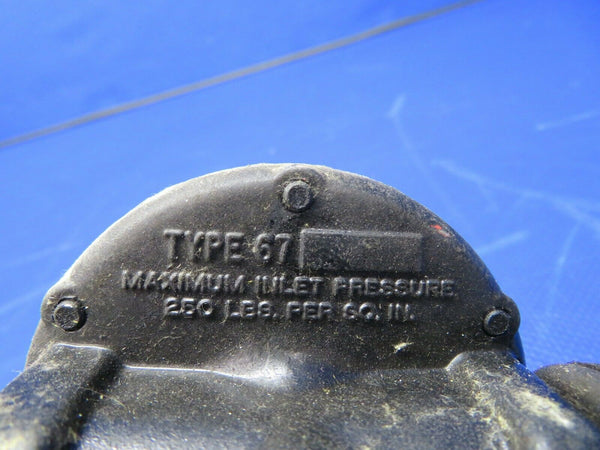 TYPE 67
MAXIMUM INLET PRESSURE
250 LBS. PER SQ. IN.